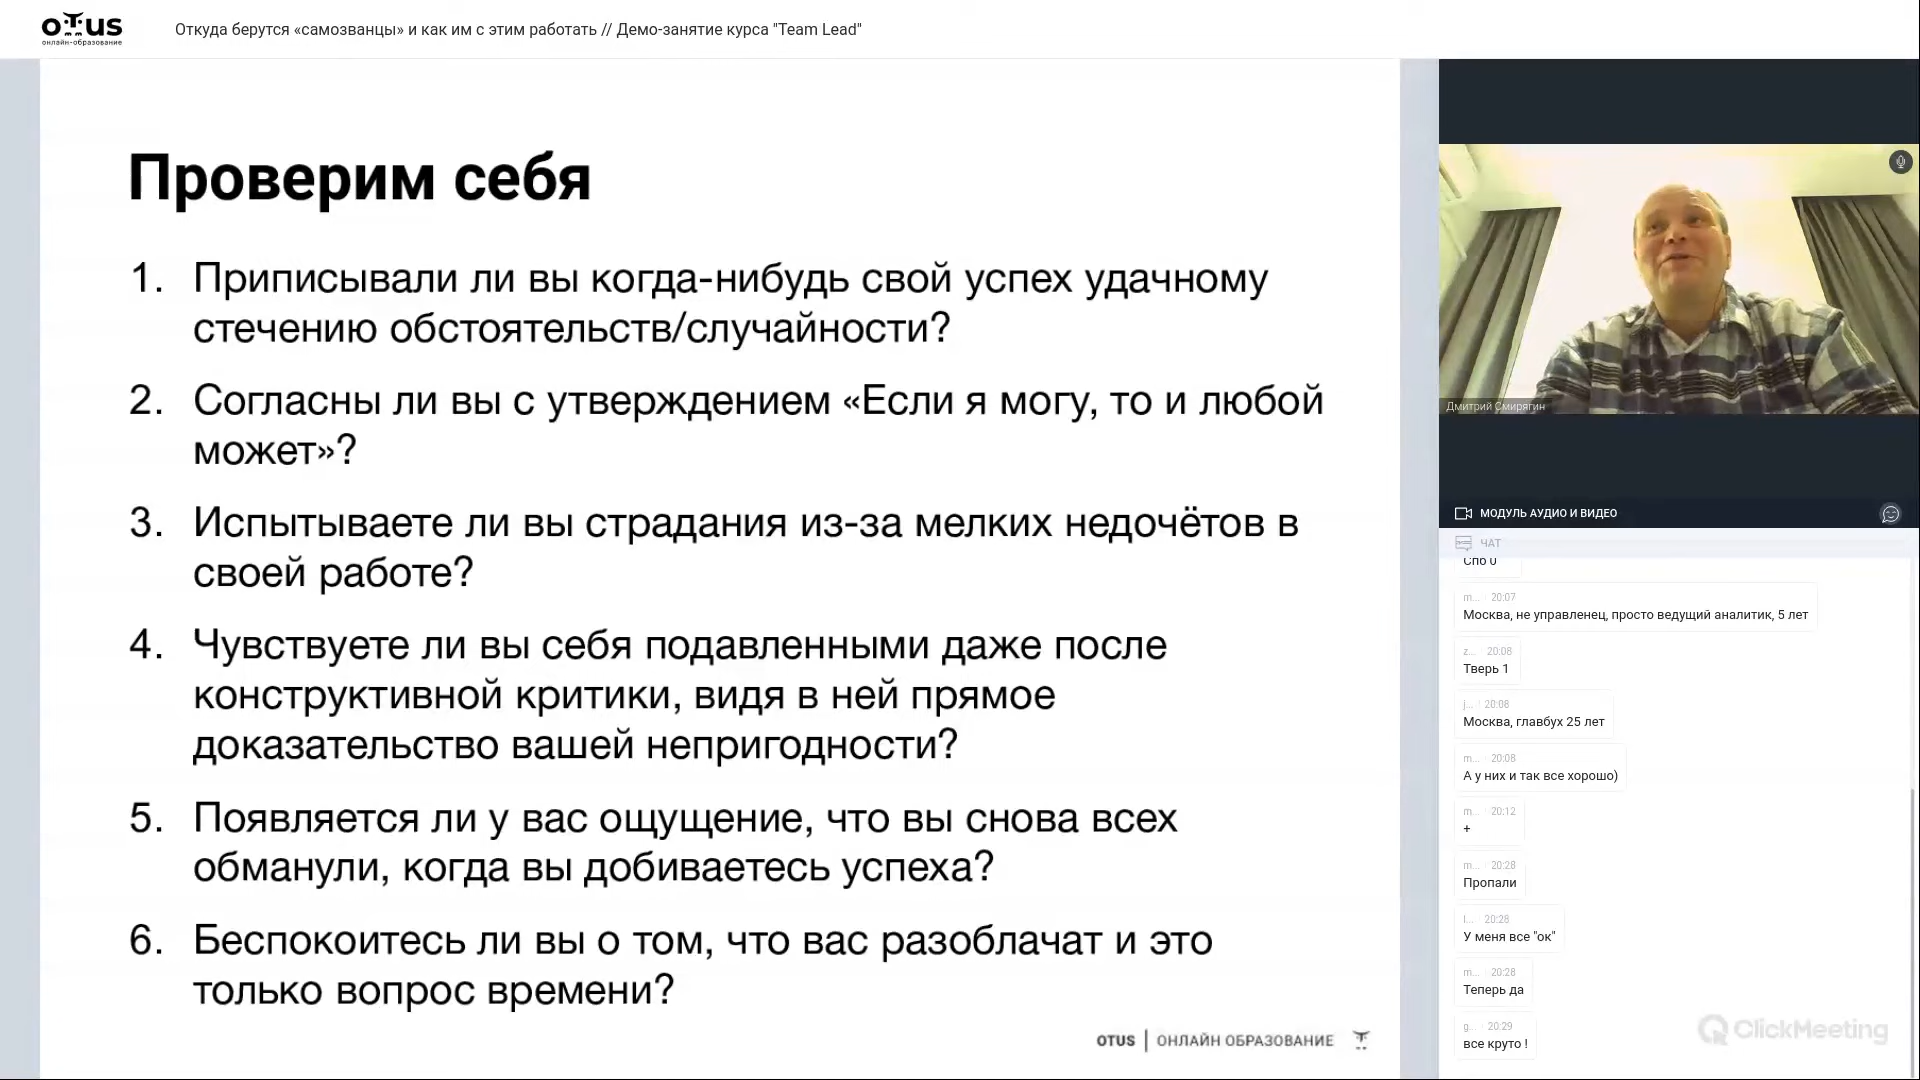 OTUS
онлайн-образование
Откуда берутся «самозванцы» и как им с этим работать // Демо-занятие курса "Team Lead"
Проверим себя
1. Приписывали ли вы когда-нибудь свой успех удачному
стечению обстоятельств/случайности?
2. Согласны ли вы с утверждением «Если я могу, то и любой
может»?
3. Испытываете ли вы страдания из-за мелких недочётов в
своей работе?
4. Чувствуете ли вы себя подавленными даже после
конструктивной критики, видя в ней прямое
доказательство вашей непригодности?
5. Появляется ли у вас ощущение, что вы снова всех
обманули, когда вы добиваетесь успеха?
6. Беспокоитесь ли вы о том, что вас разоблачат и это
только вопрос времени?
OTUS | ОНЛАЙН ОБРАЗОВАНИЕ
Дмитрий Смирягин
МОДУЛЬ АУДИО И ВИДЕО
ЧАТ
Спб 0
m... · 20:07
Москва, не управленец, просто ведущий аналитик, 5 лет
z... · 20:08
Тверь 1
j... · 20:08
Москва, главбух 25 лет
m... · 20:08
А у них и так все хорошо)
m... · 20:12
+
m... · 20:28
Пропали
l... · 20:28
У меня все "ок"
m... · 20:28
Теперь да
g... · 20:29
все круто !
ClickMeeting